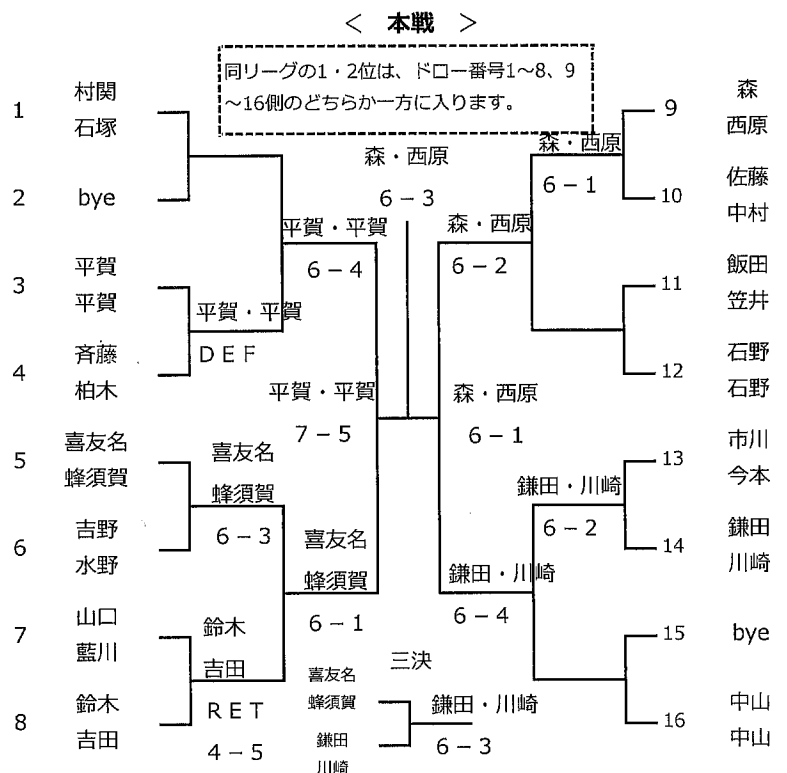 ＜ 本戦 ＞
同リーグの1・2位は、ドロー番号1～8、9
～16側のどちらか一方に入ります。
1
村関
石塚
2
bye
3
平賀
平賀
4
斉藤
柏木
5
喜友名
蜂須賀
6
吉野
水野
7
山口
藍川
8
鈴木
吉田
平賀・平賀
DEF
喜友名
蜂須賀
6－3
鈴木
吉田
RET
4－5
平賀・平賀
6－4
喜友名
蜂須賀
6－1
平賀・平賀
7－5
森・西原
6－3
森・西原
6－1
森・西原
6－2
鎌田・川崎
6－4
森・西原
6－1
鎌田・川崎
6－2
9
森
西原
10
佐藤
中村
11
飯田
笠井
12
石野
石野
13
市川
今本
14
鎌田
川崎
15
bye
16
中山
中山
三決
喜友名
蜂須賀
鎌田
川崎
鎌田・川崎
6－3